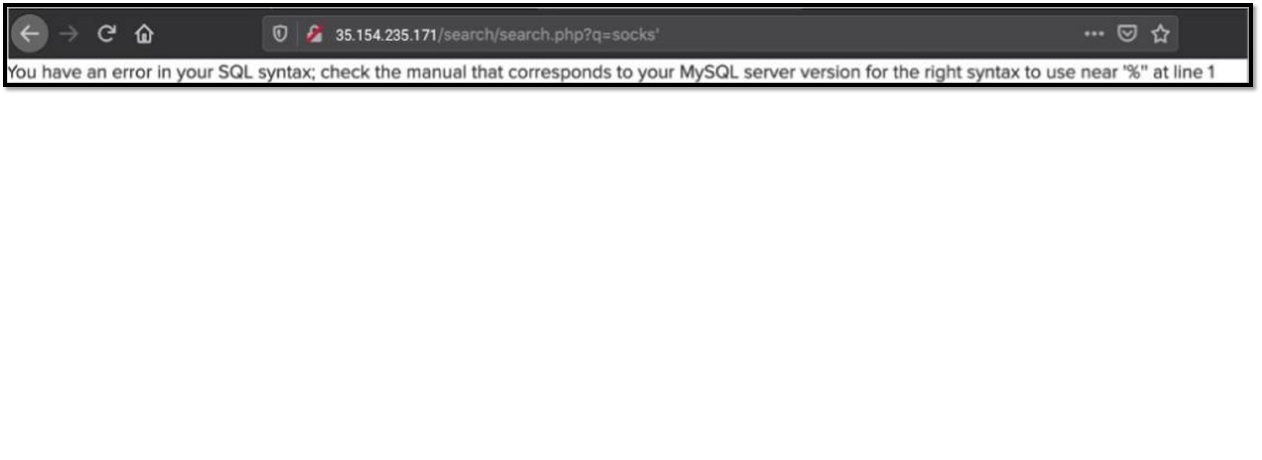 35.154.235.171/search/search.php?q=socks'
You have an error in your SQL syntax; check the manual that corresponds to your MySQL server version for the right syntax to use near '%'' at line 1